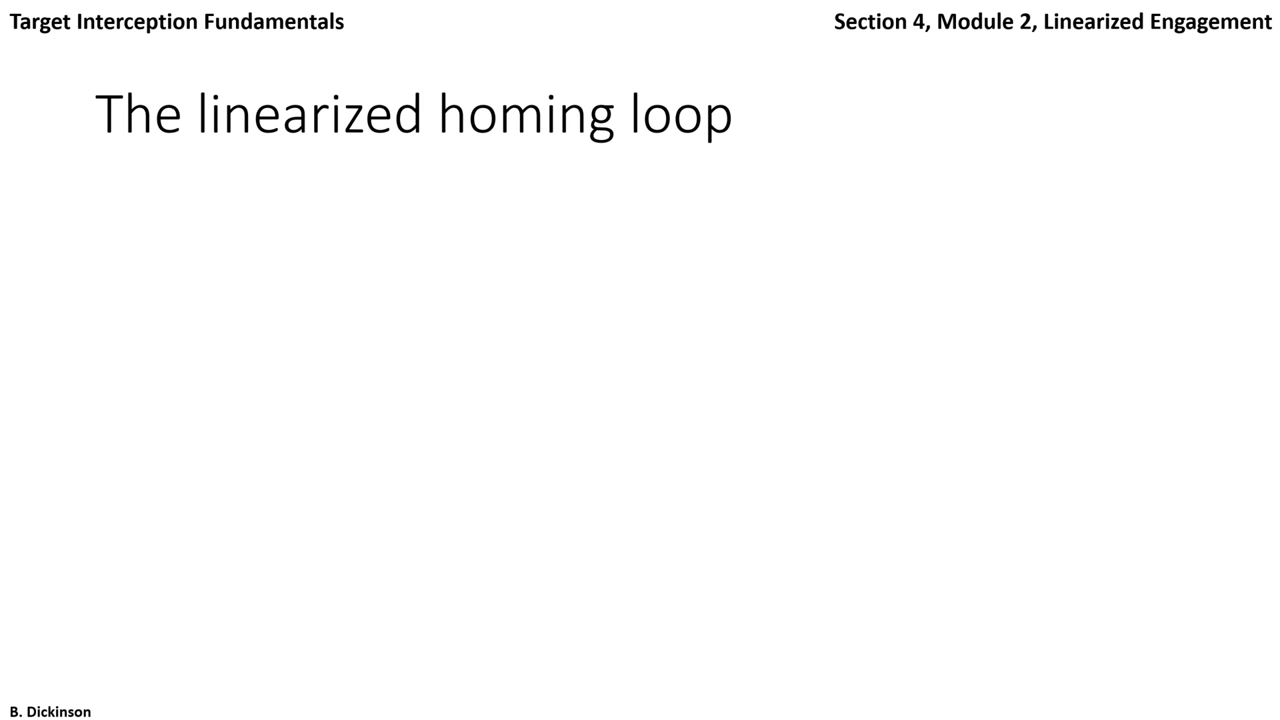 Target Interception Fundamentals
Section 4, Module 2, Linearized Engagement
The linearized homing loop
B. Dickinson